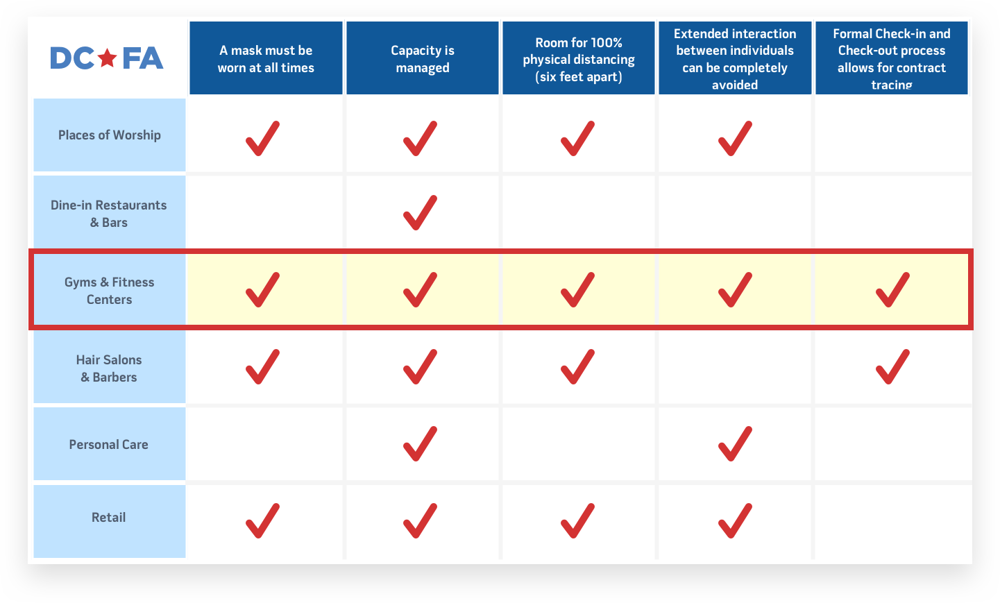 DC★FA
A mask must be
worn at all times
Capacity is
managed
Room for 100%
physical distancing
(six feet apart)
Extended interaction
between individuals
can be completely
avoided
Formal Check-in and
Check-out process
allows for contract
tracing
Places of Worship
Dine-in Restaurants
& Bars
Gyms & Fitness
Centers
Hair Salons
& Barbers
Personal Care
Retail